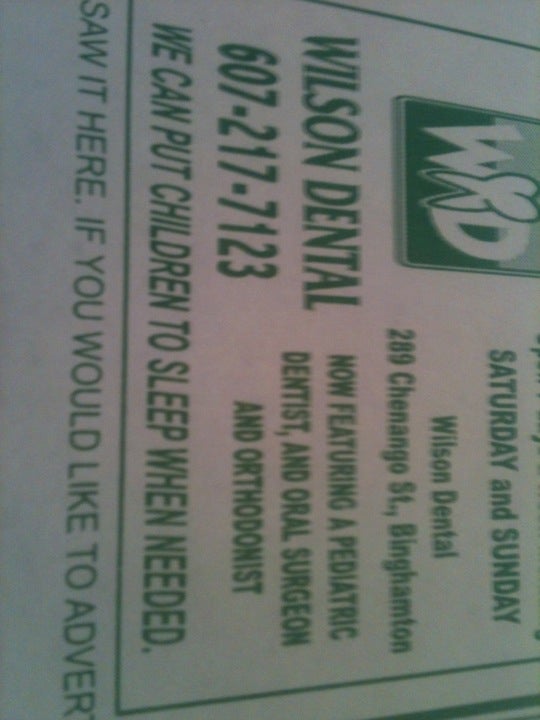 SATURDAY and SUNDAY
W&D
Wilson Dental
289 Chenango St., Binghamton
WILSON DENTAL
607-217-7123
NOW FEATURING A PEDIATRIC
DENTIST, AND ORAL SURGEON
AND ORTHODONIST
WE CAN PUT CHILDREN TO SLEEP WHEN NEEDED.
SAW IT HERE. IF YOU WOULD LIKE TO ADVER